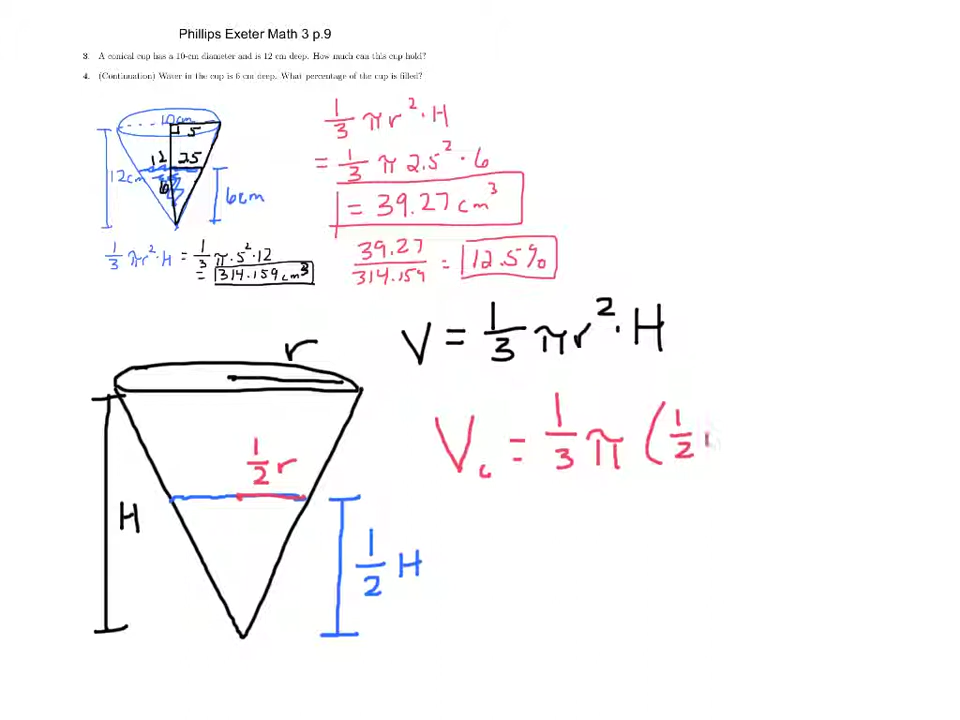 Phillips Exeter Math 3 p.9
3. A conical cup has a 10-cm diameter and is 12 cm deep. How much can this cup hold?
4. (Continuation) Water in the cup is 6 cm deep. What percentage of the cup is filled?
10cm
5
12 2.5
12cm
6
6cm
1/3 πr²·H = 1/3 π·5²·12
= 314.159cm³
1/3 πr²·H
= 1/3 π 2.5²·6
= 39.27 cm³
39.27/314.159 = 12.5%
V = 1/3 πr²·H
r
V = 1/3 π (1/2
1/2 r
H
1/2 H